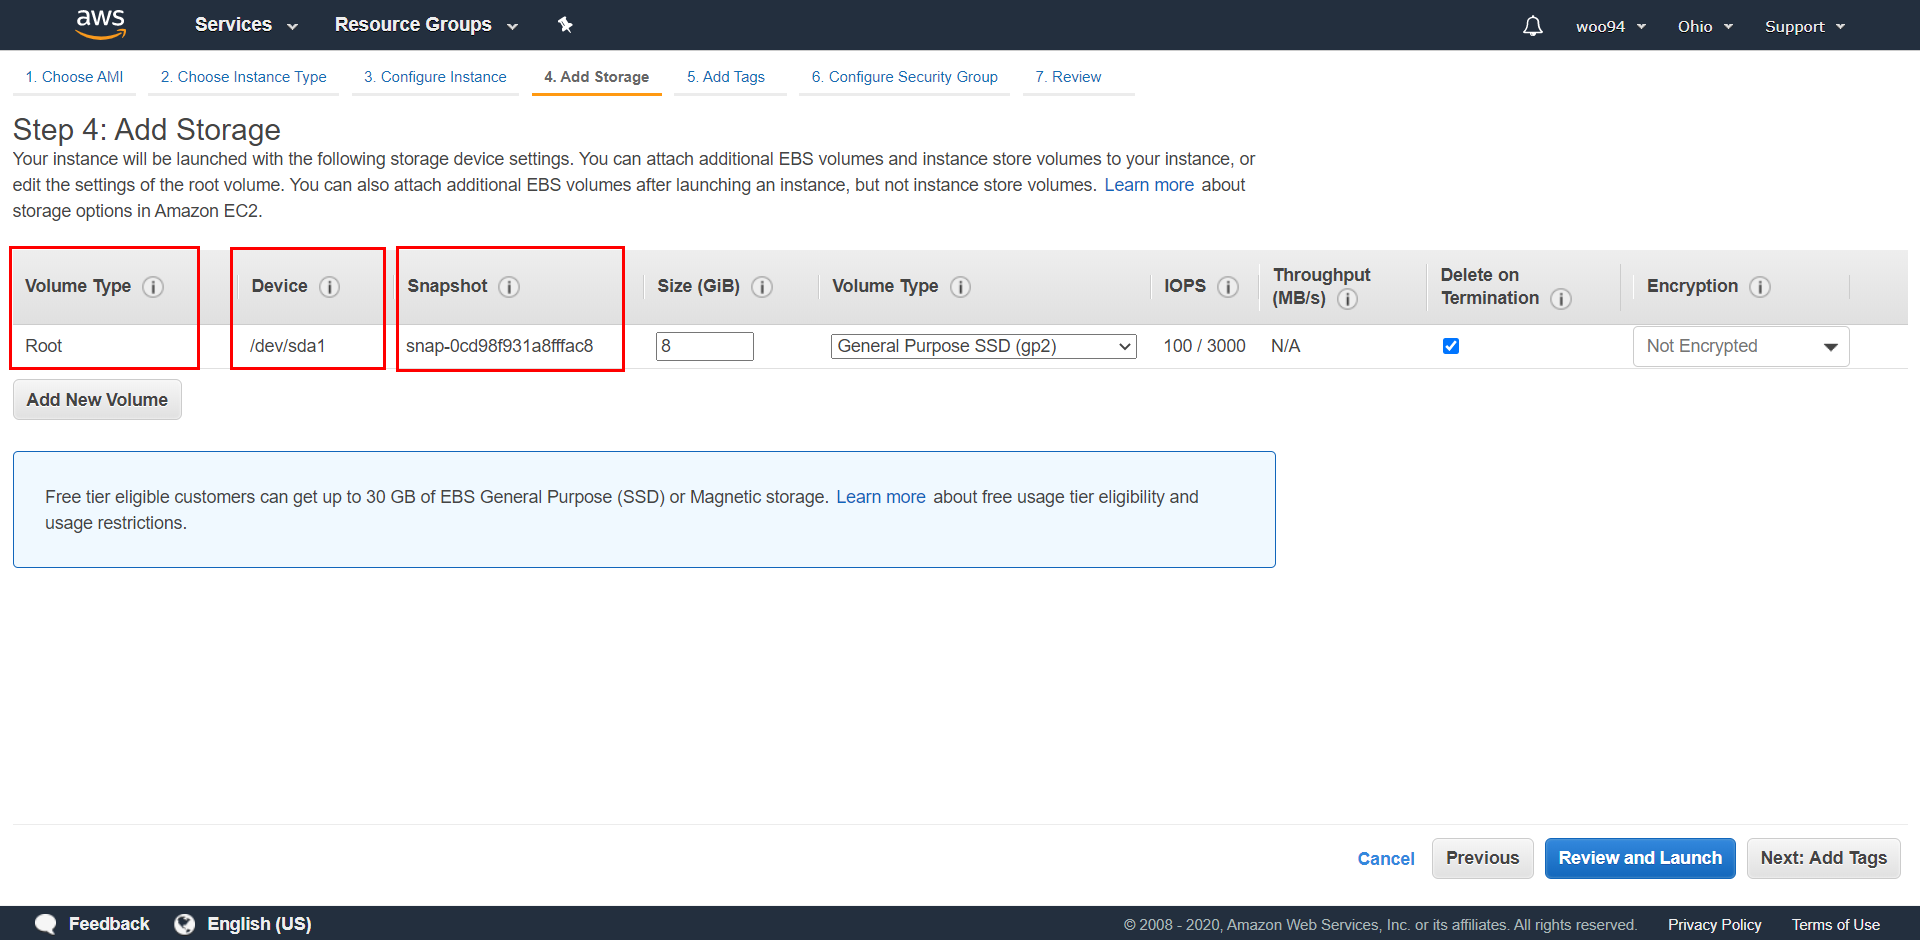 aws Services Resource Groups woo94 Ohio Support
1. Choose AMI 2. Choose Instance Type 3. Configure Instance 4. Add Storage 5. Add Tags 6. Configure Security Group 7. Review
Step 4: Add Storage
Your instance will be launched with the following storage device settings. You can attach additional EBS volumes and instance store volumes to your instance, or
edit the settings of the root volume. You can also attach additional EBS volumes after launching an instance, but not instance store volumes. Learn more about
storage options in Amazon EC2.
Volume Type i Device i Snapshot i Size (GiB) i Volume Type i IOPS i Throughput (MB/s) i Delete on Termination i Encryption i
Root /dev/sda1 snap-0cd98f931a8fffac8 8 General Purpose SSD (gp2) 100 / 3000 N/A Not Encrypted
Add New Volume
Free tier eligible customers can get up to 30 GB of EBS General Purpose (SSD) or Magnetic storage. Learn more about free usage tier eligibility and
usage restrictions.
Cancel Previous Review and Launch Next: Add Tags
Feedback English (US) © 2008 - 2020, Amazon Web Services, Inc. or its affiliates. All rights reserved. Privacy Policy Terms of Use